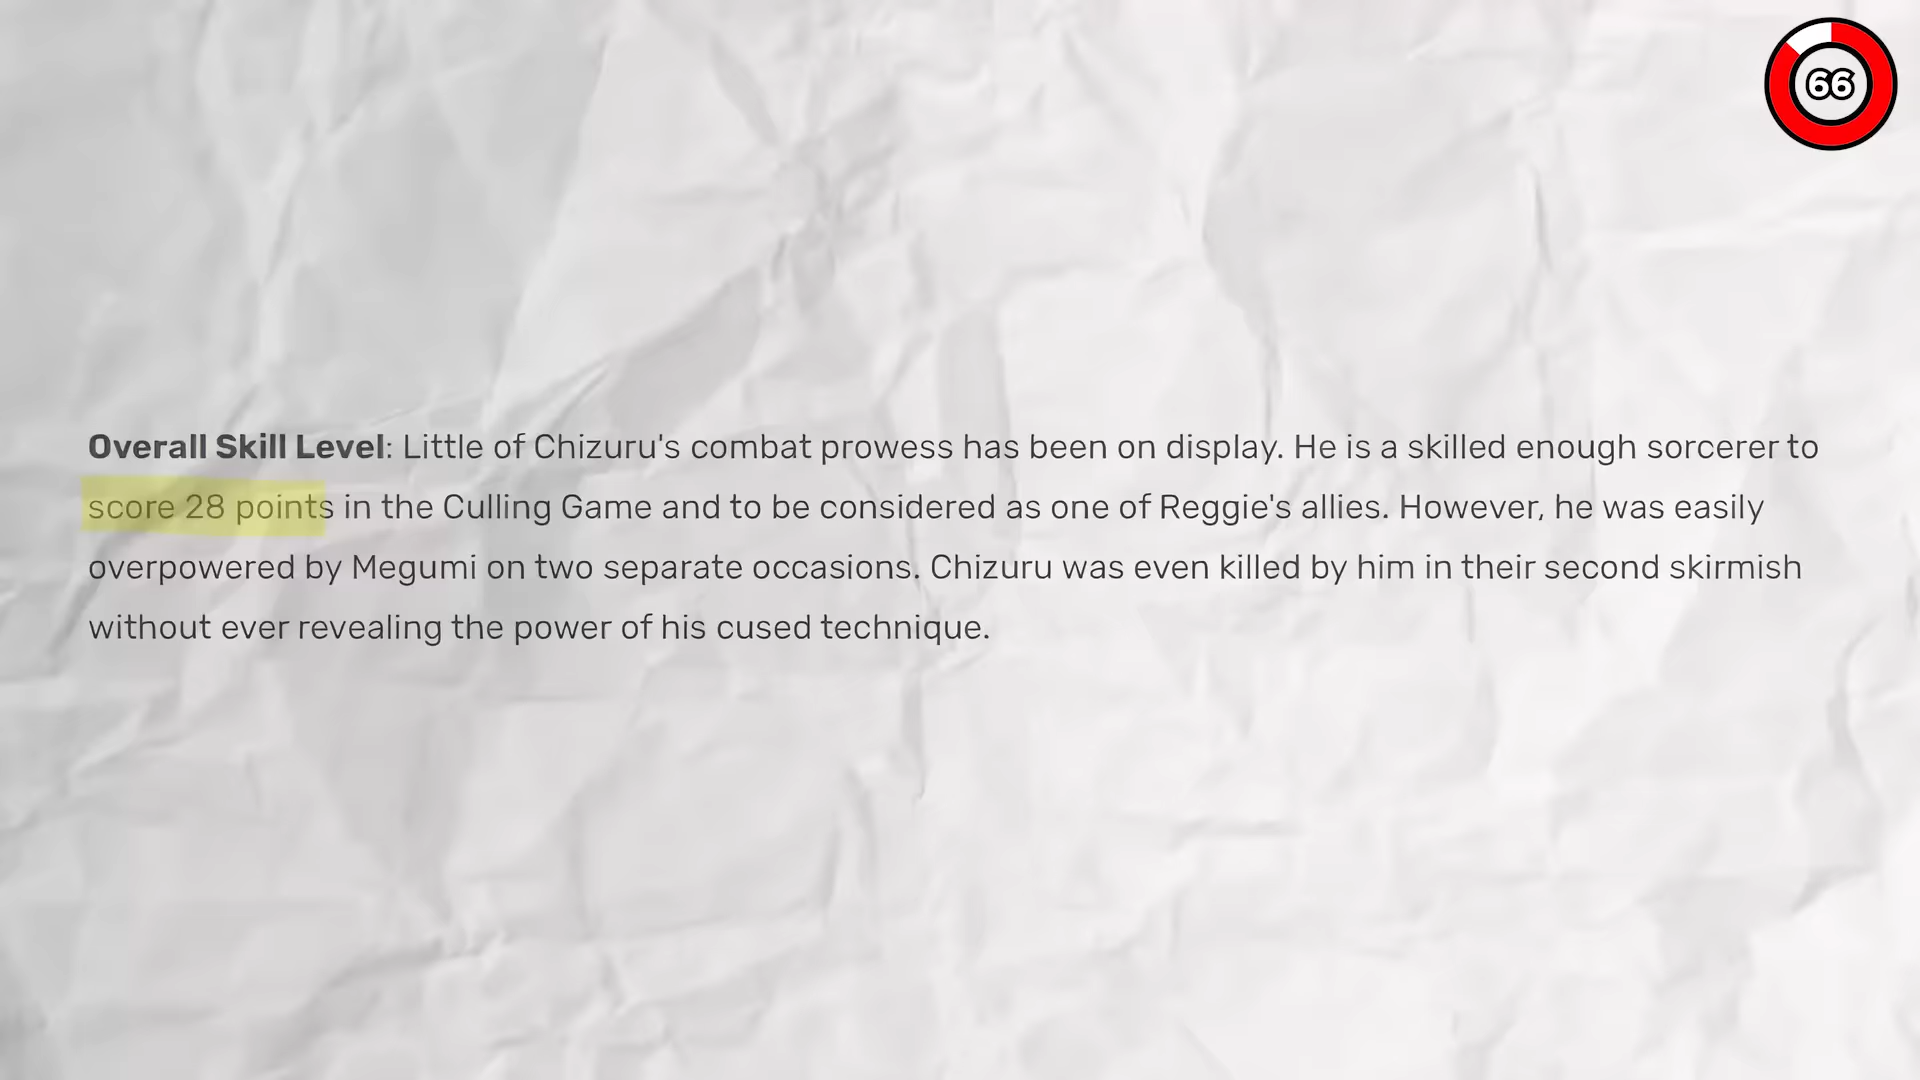 66
Overall Skill Level: Little of Chizuru's combat prowess has been on display. He is a skilled enough sorcerer to
score 28 points in the Culling Game and to be considered as one of Reggie's allies. However, he was easily
overpowered by Megumi on two separate occasions. Chizuru was even killed by him in their second skirmish
without ever revealing the power of his cused technique.